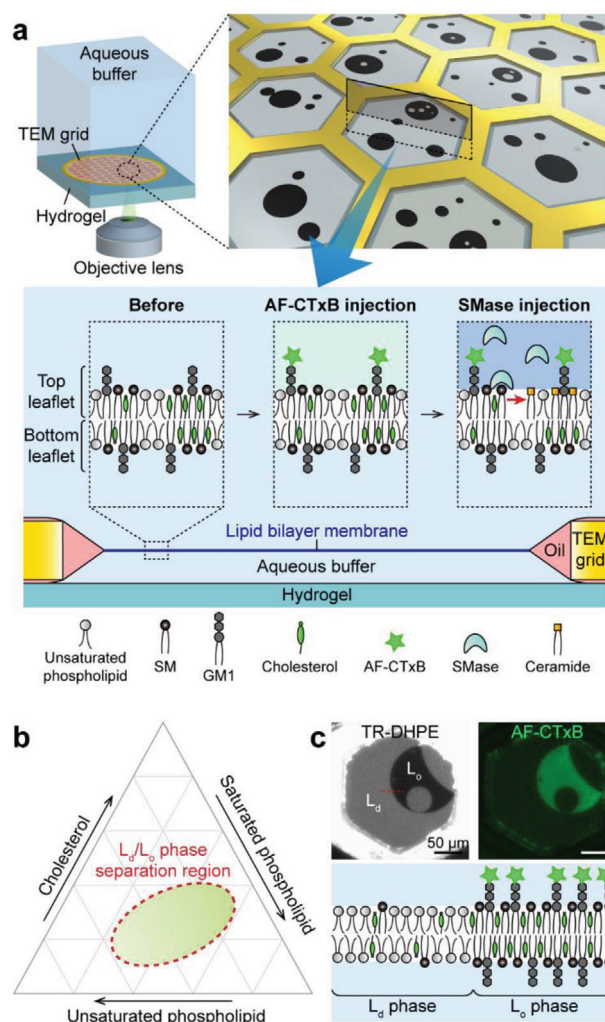 a
Aqueous
buffer
TEM grid
Hydrogel
Objective lens
Before
AF-CTxB injection
SMase injection
Top
leaflet
Bottom
leaflet
Lipid bilayer membrane
Aqueous buffer
Oil
TEM
grid
Hydrogel
Unsaturated
phospholipid
SM
GM1
Cholesterol
AF-CTxB
SMase
Ceramide
b
Cholesterol
Saturated phospholipid
Ld/Lo phase
separation region
Unsaturated phospholipid
c
TR-DHPE
Lo
Ld
50 μm
AF-CTxB
Ld phase
Lo phase